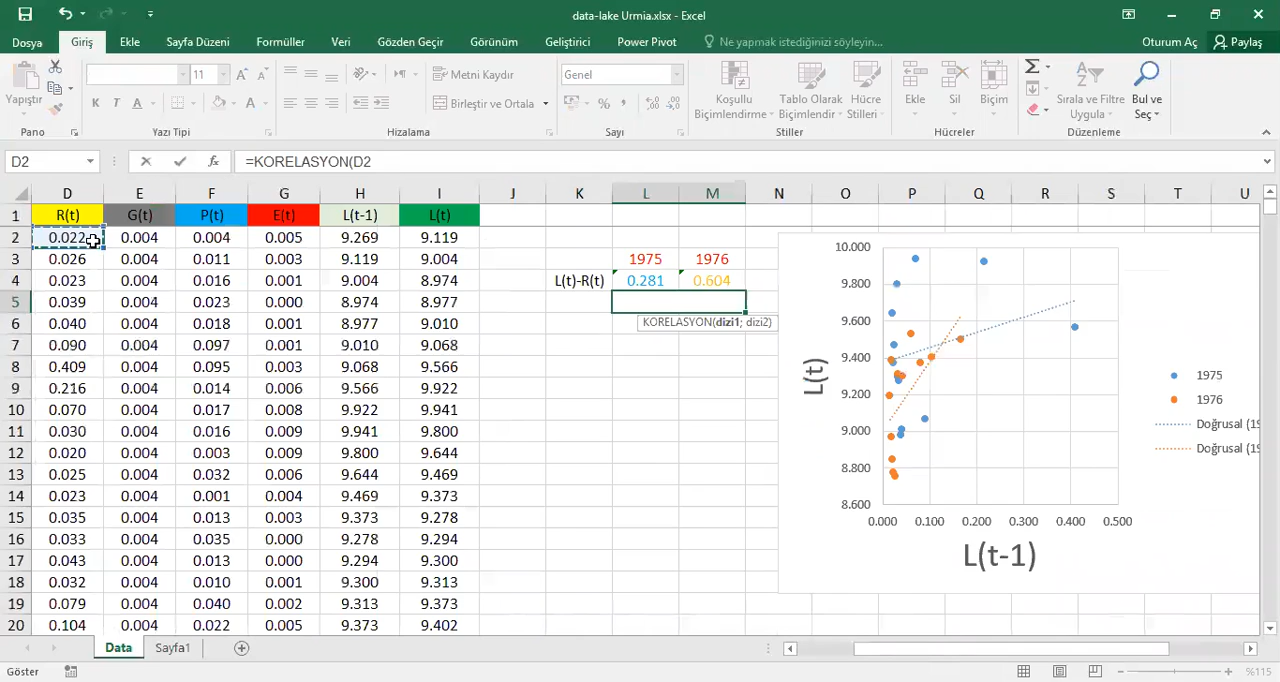 data-lake Urmia.xlsx - Excel
Dosya Giriş Ekle Sayfa Düzeni Formüller Veri Gözden Geçir Görünüm Geliştirici Power Pivot Ne yapmak istediğinizi söyleyin... Oturum Aç Paylaş
Yapıştır
11
Metni Kaydır
Birleştir ve Ortala
Genel
Koşullu Biçimlendirme
Tablo Olarak Biçimlendir
Hücre Stilleri
Ekle
Sil
Biçim
Sırala ve Filtre Uygula
Bul ve Seç
Pano Yazı Tipi Hizalama Sayı Stiller Hücreler Düzenleme
D2 =KORELASYON(D2
D E F G H I J K L M N O P Q R S T U
1 R(t) G(t) P(t) E(t) L(t-1) L(t)
2 0.022 0.004 0.004 0.005 9.269 9.119
3 0.026 0.004 0.011 0.003 9.119 9.004 1975 1976
4 0.023 0.004 0.016 0.001 9.004 8.974 L(t)-R(t) 0.281 0.604
5 0.039 0.004 0.023 0.000 8.974 8.977
6 0.040 0.004 0.018 0.001 8.977 9.010
KORELASYON(dizi1; dizi2)
7 0.090 0.004 0.097 0.001 9.010 9.068
8 0.409 0.004 0.095 0.003 9.068 9.566
9 0.216 0.004 0.014 0.006 9.566 9.922
10 0.070 0.004 0.017 0.008 9.922 9.941
11 0.030 0.004 0.016 0.009 9.941 9.800
12 0.020 0.004 0.003 0.009 9.800 9.644
13 0.025 0.004 0.032 0.006 9.644 9.469
14 0.023 0.004 0.001 0.004 9.469 9.373
15 0.035 0.004 0.013 0.003 9.373 9.278
16 0.033 0.004 0.035 0.000 9.278 9.294
17 0.043 0.004 0.013 0.000 9.294 9.300
18 0.032 0.004 0.010 0.001 9.300 9.313
19 0.079 0.004 0.040 0.002 9.313 9.373
20 0.104 0.004 0.022 0.005 9.373 9.402
10.000
9.800
9.600
9.400
9.200
9.000
8.800
8.600
L(t)
0.000 0.100 0.200 0.300 0.400 0.500
L(t-1)
1975
1976
Doğrusal (19
Doğrusal (19
Data Sayfa1
Göster %115